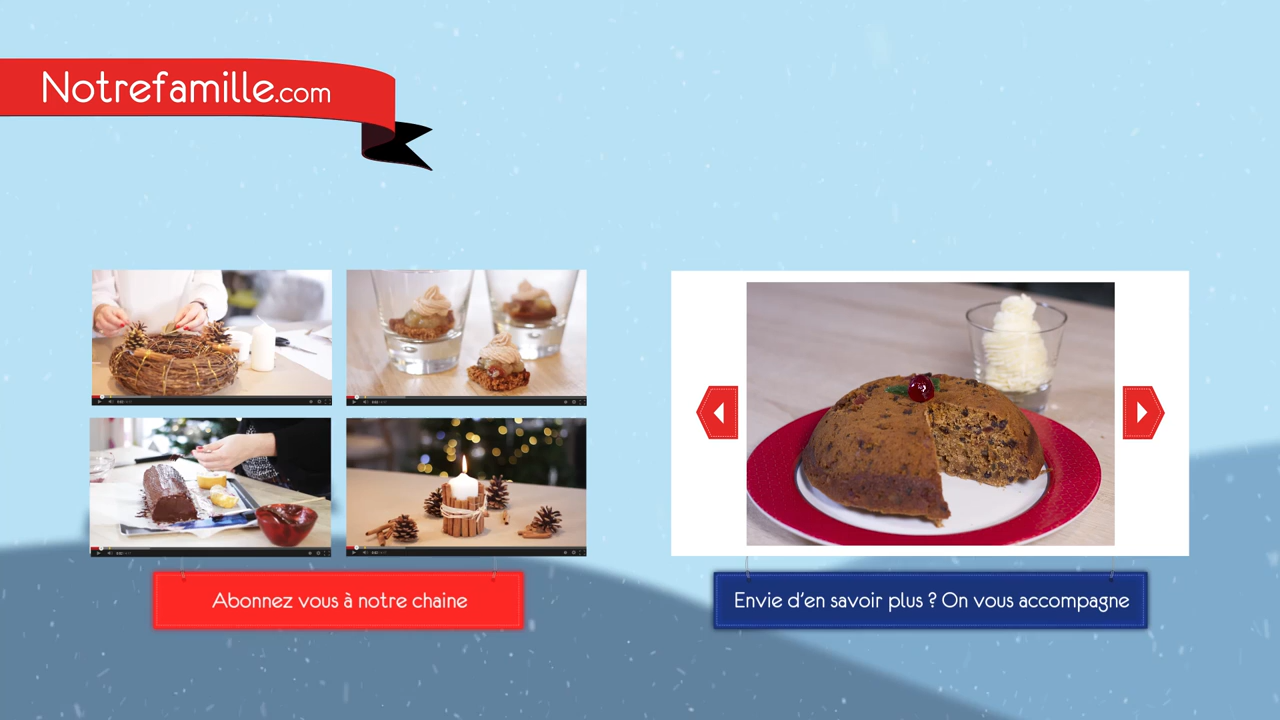 Notrefamille.com
Abonnez vous à notre chaine
Envie d'en savoir plus ? On vous accompagne